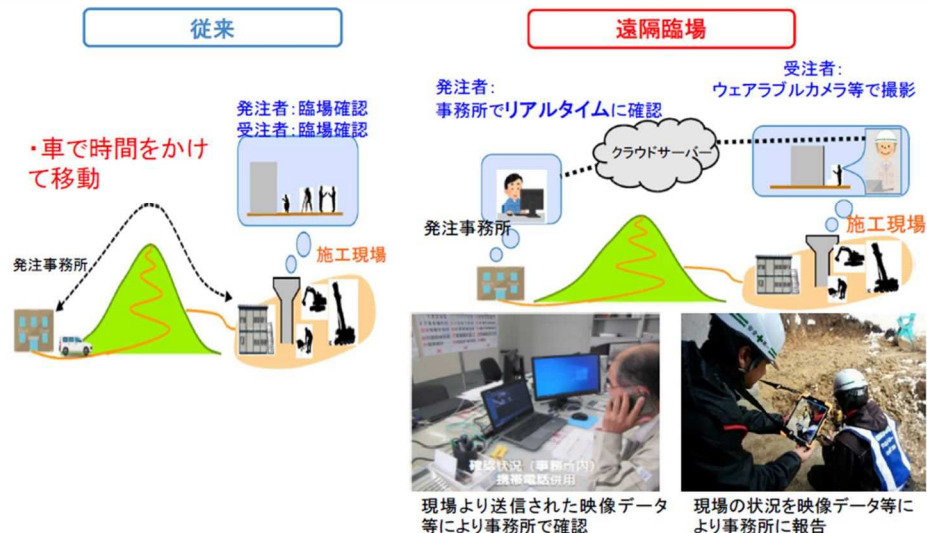 従来
発注者：臨場確認
受注者：臨場確認
・車で時間をかけ
て移動
発注事務所
施工現場
遠隔臨場
発注者：
事務所でリアルタイムに確認
受注者：
ウェアラブルカメラ等で撮影
クラウドサーバー
発注事務所
施工現場
確認状況（事務所内）
携帯電話併用
現場より送信された映像データ
等により事務所で確認
現場の状況を映像データ等に
より事務所に報告